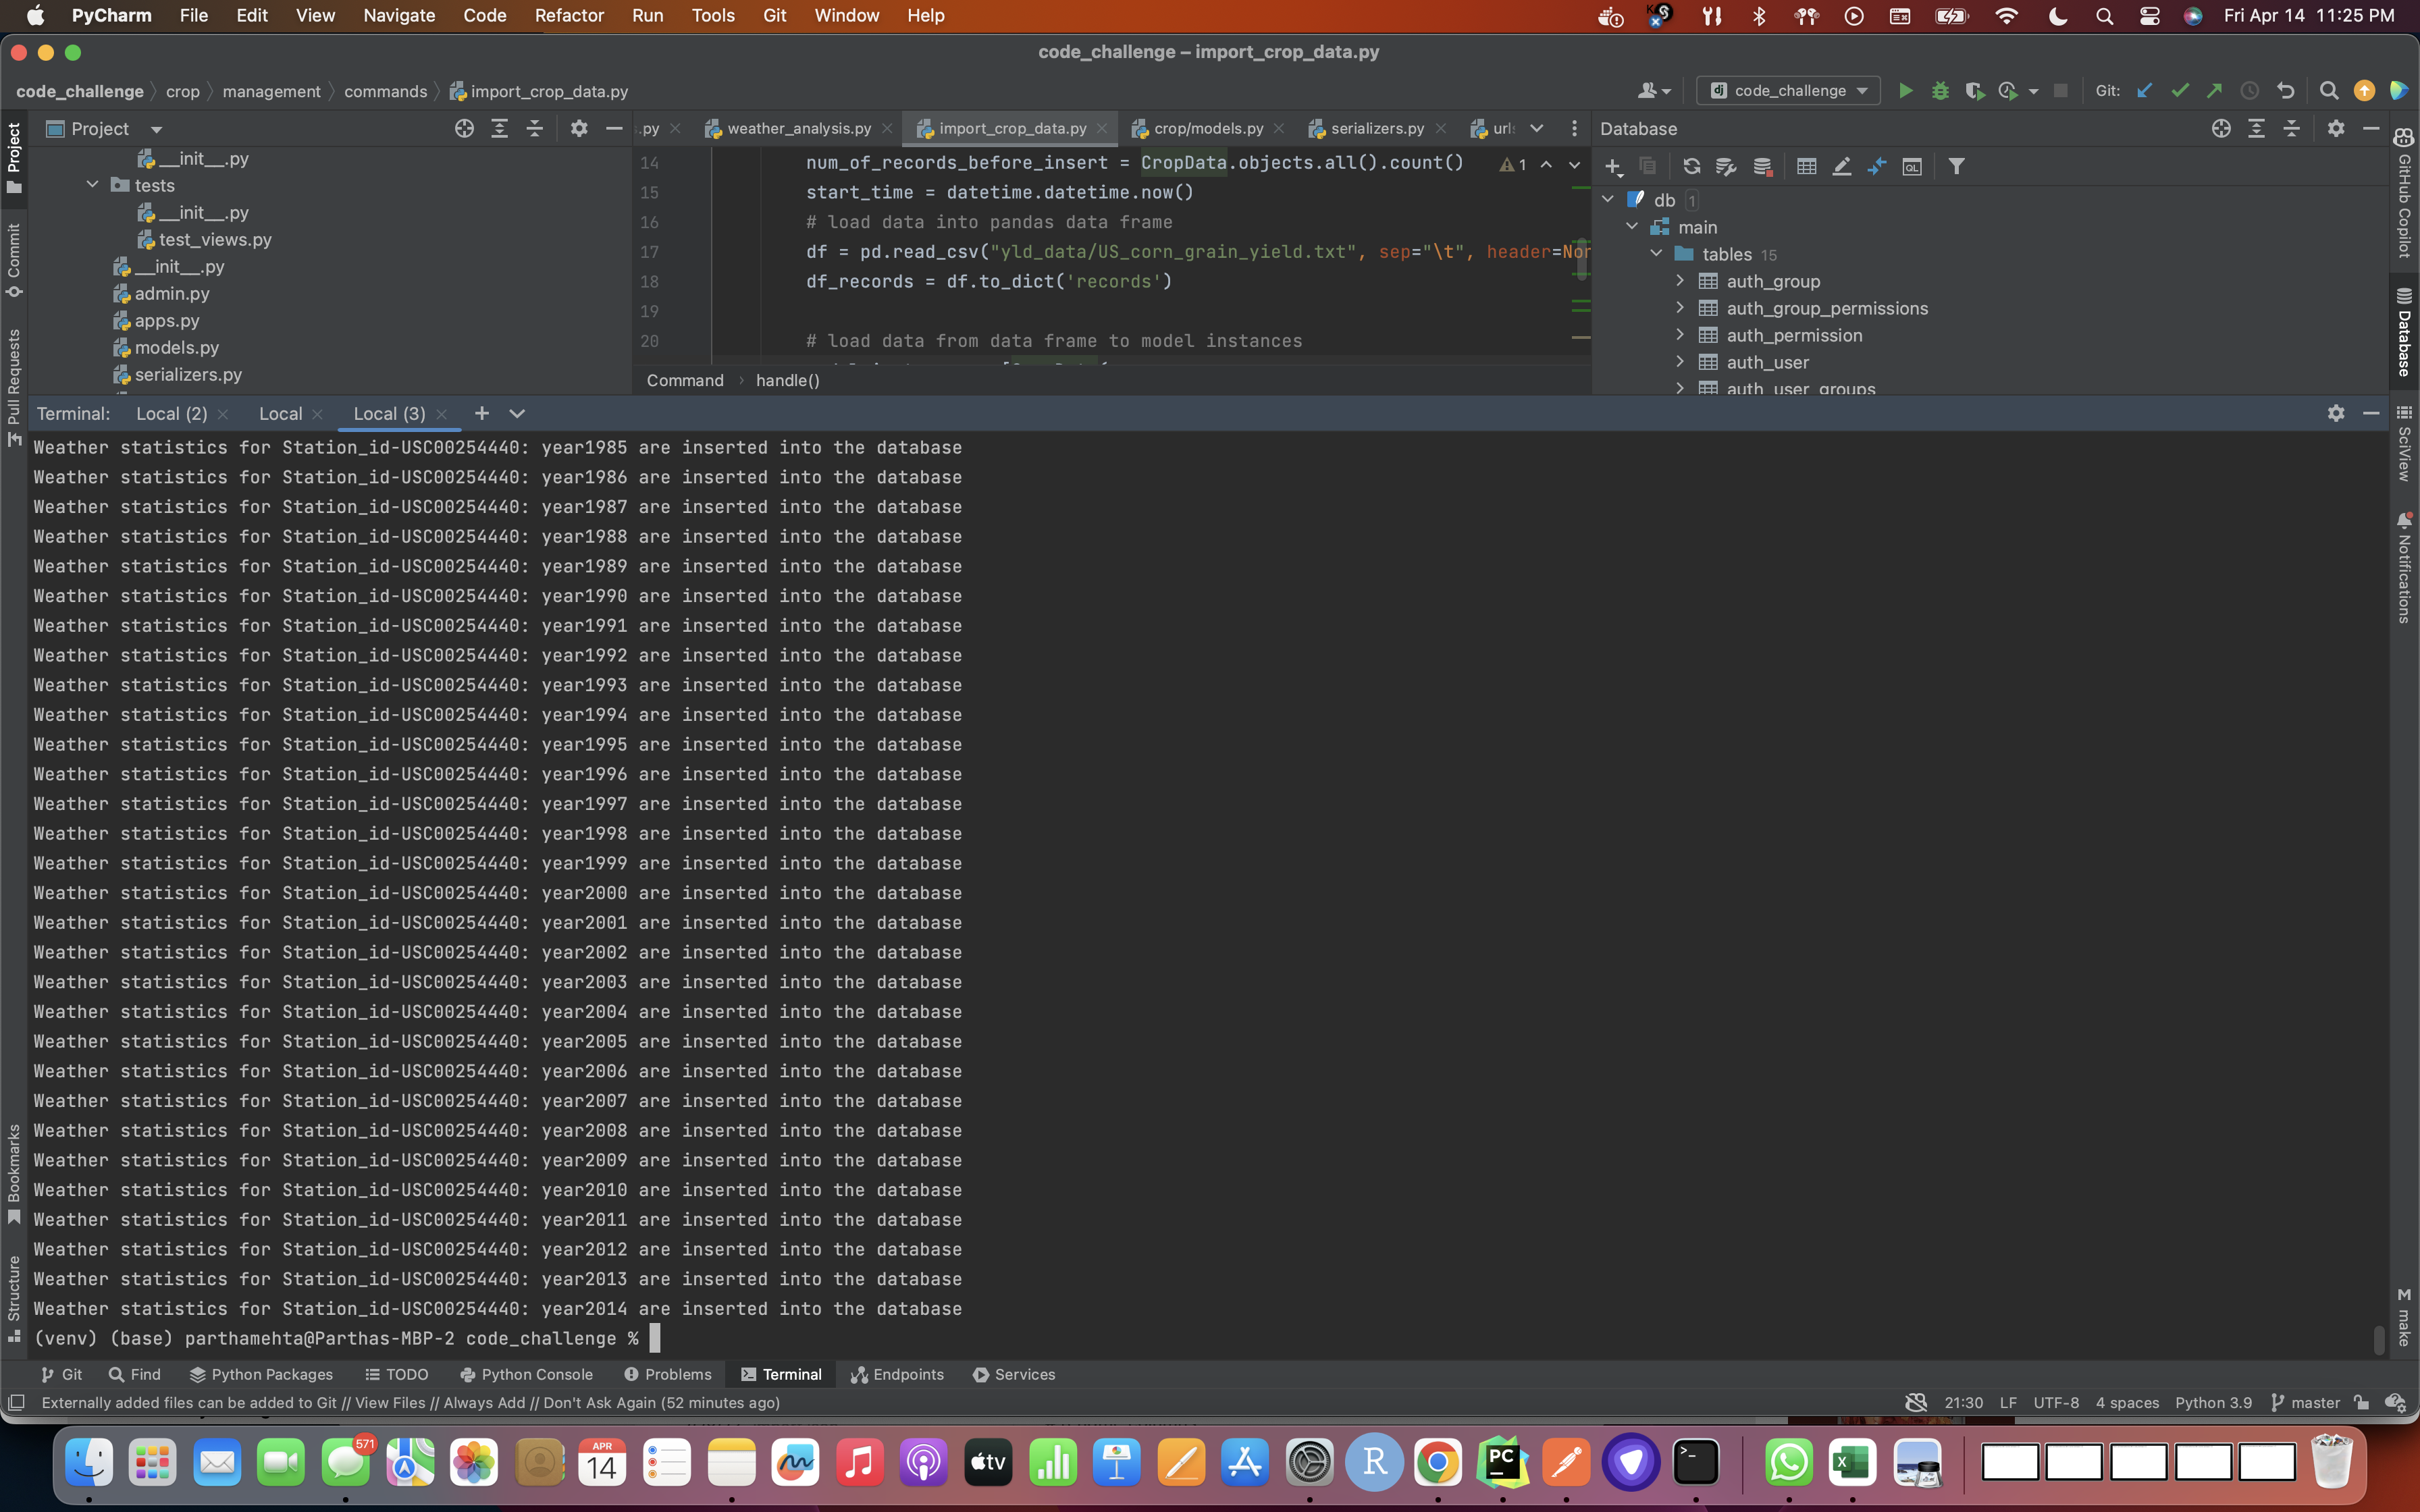 PyCharm File Edit View Navigate Code Refactor Run Tools Git Window Help Fri Apr 14 11:25 PM
code_challenge – import_crop_data.py
code_challenge crop management commands import_crop_data.py code_challenge Git:
Project
.py weather_analysis.py import_crop_data.py crop/models.py serializers.py url
Database
__init__.py
tests
__init__.py
test_views.py
__init__.py
admin.py
apps.py
models.py
serializers.py
14 num_of_records_before_insert = CropData.objects.all().count() 1
15 start_time = datetime.datetime.now()
16 # load data into pandas data frame
17 df = pd.read_csv("yld_data/US_corn_grain_yield.txt", sep="\t", header=Non
18 df_records = df.to_dict('records')
19
20 # load data from data frame to model instances
Command handle()
db 1
main
tables 15
auth_group
auth_group_permissions
auth_permission
auth_user
auth_user_groups
Terminal: Local (2) Local Local (3)
Weather statistics for Station_id-USC00254440: year1985 are inserted into the database
Weather statistics for Station_id-USC00254440: year1986 are inserted into the database
Weather statistics for Station_id-USC00254440: year1987 are inserted into the database
Weather statistics for Station_id-USC00254440: year1988 are inserted into the database
Weather statistics for Station_id-USC00254440: year1989 are inserted into the database
Weather statistics for Station_id-USC00254440: year1990 are inserted into the database
Weather statistics for Station_id-USC00254440: year1991 are inserted into the database
Weather statistics for Station_id-USC00254440: year1992 are inserted into the database
Weather statistics for Station_id-USC00254440: year1993 are inserted into the database
Weather statistics for Station_id-USC00254440: year1994 are inserted into the database
Weather statistics for Station_id-USC00254440: year1995 are inserted into the database
Weather statistics for Station_id-USC00254440: year1996 are inserted into the database
Weather statistics for Station_id-USC00254440: year1997 are inserted into the database
Weather statistics for Station_id-USC00254440: year1998 are inserted into the database
Weather statistics for Station_id-USC00254440: year1999 are inserted into the database
Weather statistics for Station_id-USC00254440: year2000 are inserted into the database
Weather statistics for Station_id-USC00254440: year2001 are inserted into the database
Weather statistics for Station_id-USC00254440: year2002 are inserted into the database
Weather statistics for Station_id-USC00254440: year2003 are inserted into the database
Weather statistics for Station_id-USC00254440: year2004 are inserted into the database
Weather statistics for Station_id-USC00254440: year2005 are inserted into the database
Weather statistics for Station_id-USC00254440: year2006 are inserted into the database
Weather statistics for Station_id-USC00254440: year2007 are inserted into the database
Weather statistics for Station_id-USC00254440: year2008 are inserted into the database
Weather statistics for Station_id-USC00254440: year2009 are inserted into the database
Weather statistics for Station_id-USC00254440: year2010 are inserted into the database
Weather statistics for Station_id-USC00254440: year2011 are inserted into the database
Weather statistics for Station_id-USC00254440: year2012 are inserted into the database
Weather statistics for Station_id-USC00254440: year2013 are inserted into the database
Weather statistics for Station_id-USC00254440: year2014 are inserted into the database
(venv) (base) parthamehta@Parthas-MBP-2 code_challenge %
Project
Commit
Pull Requests
Bookmarks
Structure
GitHub Copilot
Database
SciView
Notifications
make
Git Find Python Packages TODO Python Console Problems Terminal Endpoints Services
Externally added files can be added to Git // View Files // Always Add // Don't Ask Again (52 minutes ago) 21:30 LF UTF-8 4 spaces Python 3.9 master
571
APR
14
tv
R
PC